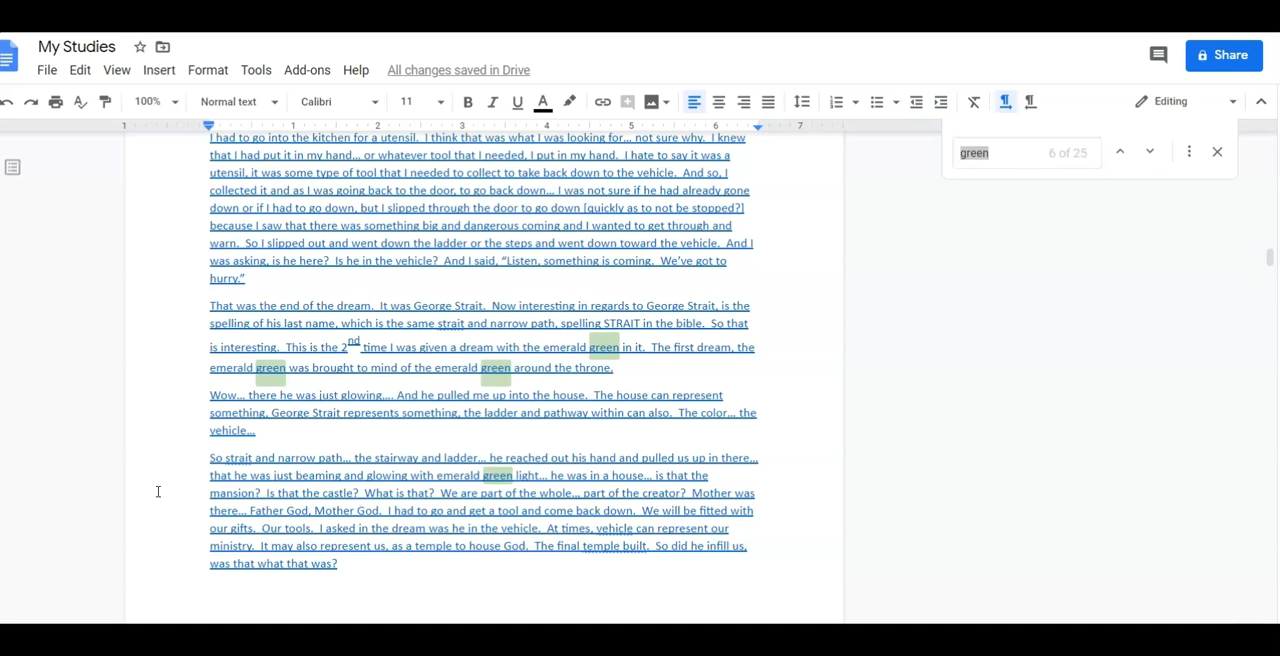 My Studies
File Edit View Insert Format Tools Add-ons Help All changes saved in Drive
Share
100% Normal text Calibri 11 B I U A Editing
1 1 2 3 4 5 6 7
green 6 of 25
I had to go into the kitchen for a utensil. I think that was what I was looking for... not sure why. I knew
that I had put it in my hand... or whatever tool that I needed, I put in my hand. I hate to say it was a
utensil, it was some type of tool that I needed to collect to take back down to the vehicle. And so, I
collected it and as I was going back to the door, to go back down... I was not sure if he had already gone
down or if I had to go down, but I slipped through the door to go down [quickly as to not be stopped?]
because I saw that there was something big and dangerous coming and I wanted to get through and
warn. So I slipped out and went down the ladder or the steps and went down toward the vehicle. And I
was asking, is he here? Is he in the vehicle? And I said, “Listen, something is coming. We’ve got to
hurry.”
That was the end of the dream. It was George Strait. Now interesting in regards to George Strait, is the
spelling of his last name, which is the same strait and narrow path, spelling STRAIT in the bible. So that
is interesting. This is the 2nd time I was given a dream with the emerald green in it. The first dream, the
emerald green was brought to mind of the emerald green around the throne.
Wow... there he was just glowing.... And he pulled me up into the house. The house can represent
something, George Strait represents something, the ladder and pathway within can also. The color... the
vehicle...
So strait and narrow path... the stairway and ladder... he reached out his hand and pulled us up in there...
that he was just beaming and glowing with emerald green light... he was in a house... is that the
mansion? Is that the castle? What is that? We are part of the whole... part of the creator? Mother was
there... Father God, Mother God. I had to go and get a tool and come back down. We will be fitted with
our gifts. Our tools. I asked in the dream was he in the vehicle. At times, vehicle can represent our
ministry. It may also represent us, as a temple to house God. The final temple built. So did he infill us,
was that what that was?